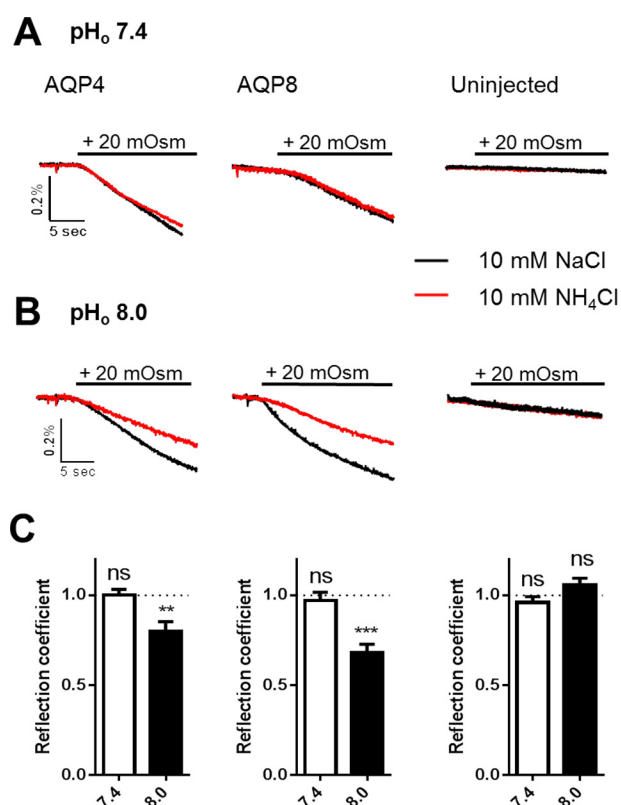 A pHo 7.4
AQP4 AQP8 Uninjected
+ 20 mOsm + 20 mOsm + 20 mOsm
0.2%
5 sec
10 mM NaCl
10 mM NH4Cl
B pHo 8.0
+ 20 mOsm + 20 mOsm + 20 mOsm
0.2%
5 sec
C
Reflection coefficient
1.0
0.5
0.0
ns
**
7.4
8.0
Reflection coefficient
1.0
0.5
0.0
ns
***
7.4
8.0
Reflection coefficient
1.0
0.5
0.0
ns
ns
7.4
8.0